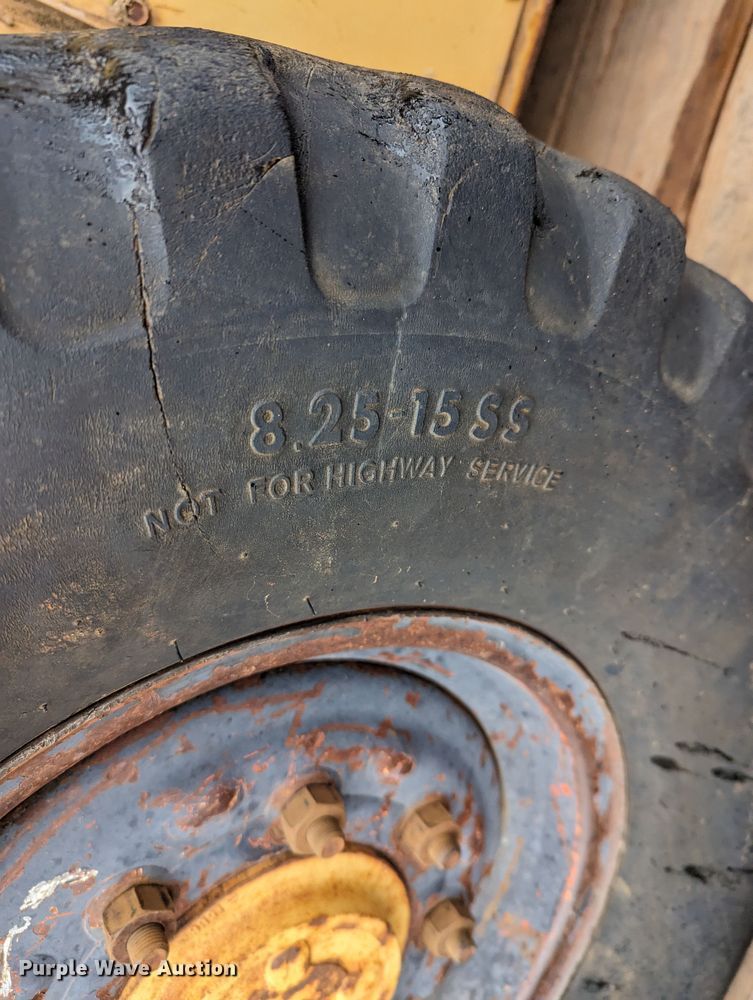 8.25-15 SS
NOT FOR HIGHWAY SERVICE
Purple Wave Auction